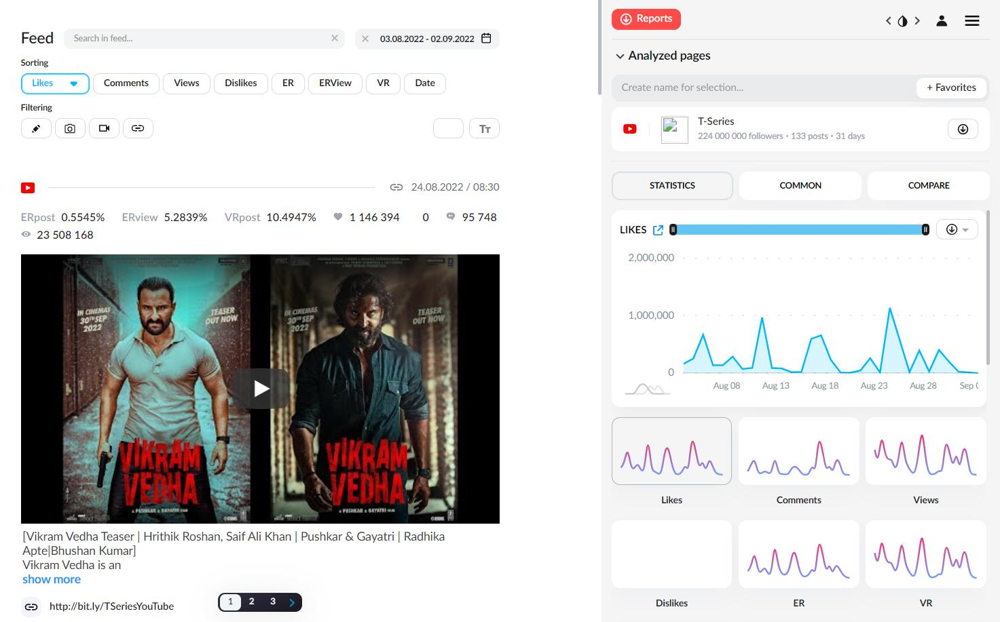 Feed
Search in feed...
03.08.2022 - 02.09.2022
Sorting
Likes
Comments
Views
Dislikes
ER
ERView
VR
Date
Filtering
Tт
24.08.2022 / 08:30
ERpost 0.5545% ERview 5.2839% VRpost 10.4947% 1 146 394 0 95 748
23 508 168
IN CINEMAS
30TH SEP
2022
TEASER
OUT NOW
VIKRAM
VEDHA
A PUSHKAR & GAYATRI FILM
IN CINEMAS
30TH SEP
2022
TEASER
OUT NOW
VIKRAM
VEDHA
A PUSHKAR & GAYATRI FILM
[Vikram Vedha Teaser | Hrithik Roshan, Saif Ali Khan | Pushkar & Gayatri | Radhika
Apte|Bhushan Kumar]
Vikram Vedha is an
show more
http://bit.ly/TSeriesYouTube
1 2 3
Reports
Analyzed pages
Create name for selection...
+ Favorites
T-Series
224 000 000 followers • 133 posts • 31 days
STATISTICS
COMMON
COMPARE
LIKES
2,000,000
1,000,000
0
Aug 08 Aug 13 Aug 18 Aug 23 Aug 28 Sep 0
Likes
Comments
Views
Dislikes
ER
VR